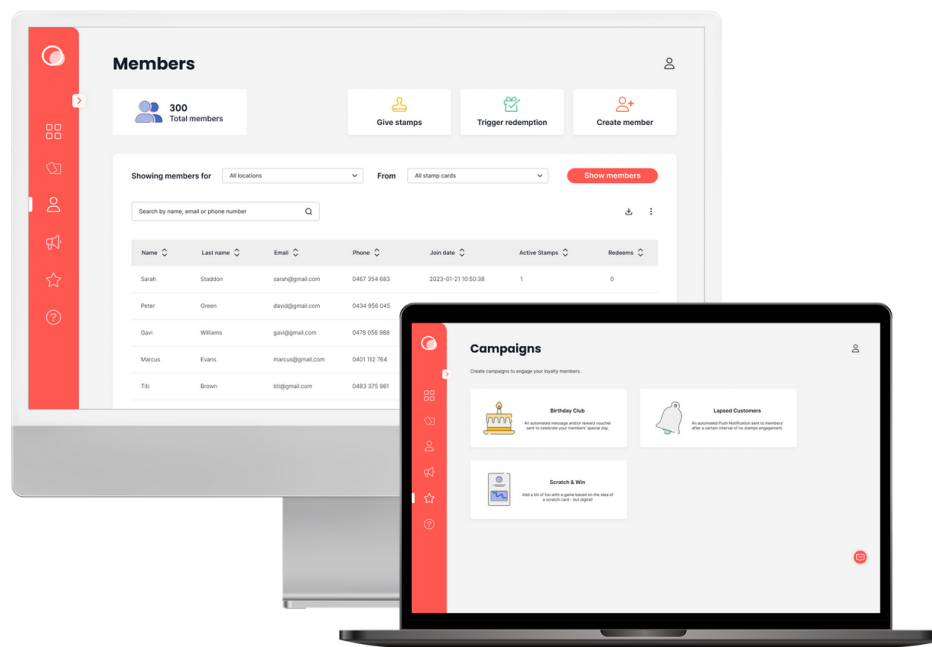 Members
300
Total members
Give stamps
Trigger redemption
Create member
Showing members for
All locations
From
All stamp cards
Show members
Search by name, email or phone number
Name Last name Email Phone Join date Active Stamps Redeems
Sarah Staddon sarah@gmail.com 0467 354 683 2023-01-21 10:50:38 1 0
Peter Green david@gmail.com 0434 956 045
Gavi Williams gavi@gmail.com 0478 056 988
Marcus Evans marcus@gmail.com 0401 112 764
Titi Brown titi@gmail.com 0483 375 981
Campaigns
Create campaigns to engage your loyalty members.
Birthday Club
An automated message and/or reward voucher
sent to celebrate your members' special day.
Lapsed Customers
An automated Push Notification sent to members'
after a certain interval of no stamps engagement.
Scratch & Win
Add a bit of fun with a game based on the idea of
a scratch card - but digital!